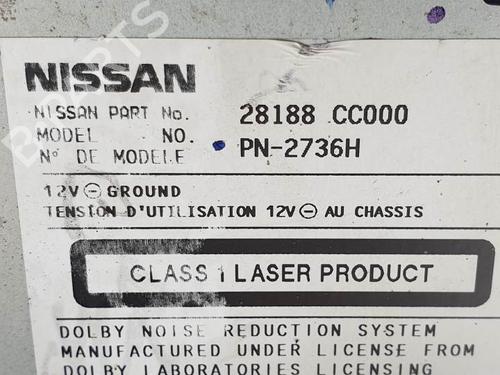 NISSAN
NISSAN PART No. 28188 CC000
MODEL NO. PN-2736H
N° DE MODELE
12V ⊖ GROUND
TENSION D'UTILISATION 12V ⊖ AU CHASSIS
CLASS 1 LASER PRODUCT
DOLBY NOISE REDUCTION SYSTEM
MANUFACTURED UNDER LICENSE FROM
DOLBY LABORATORIES LICENSING